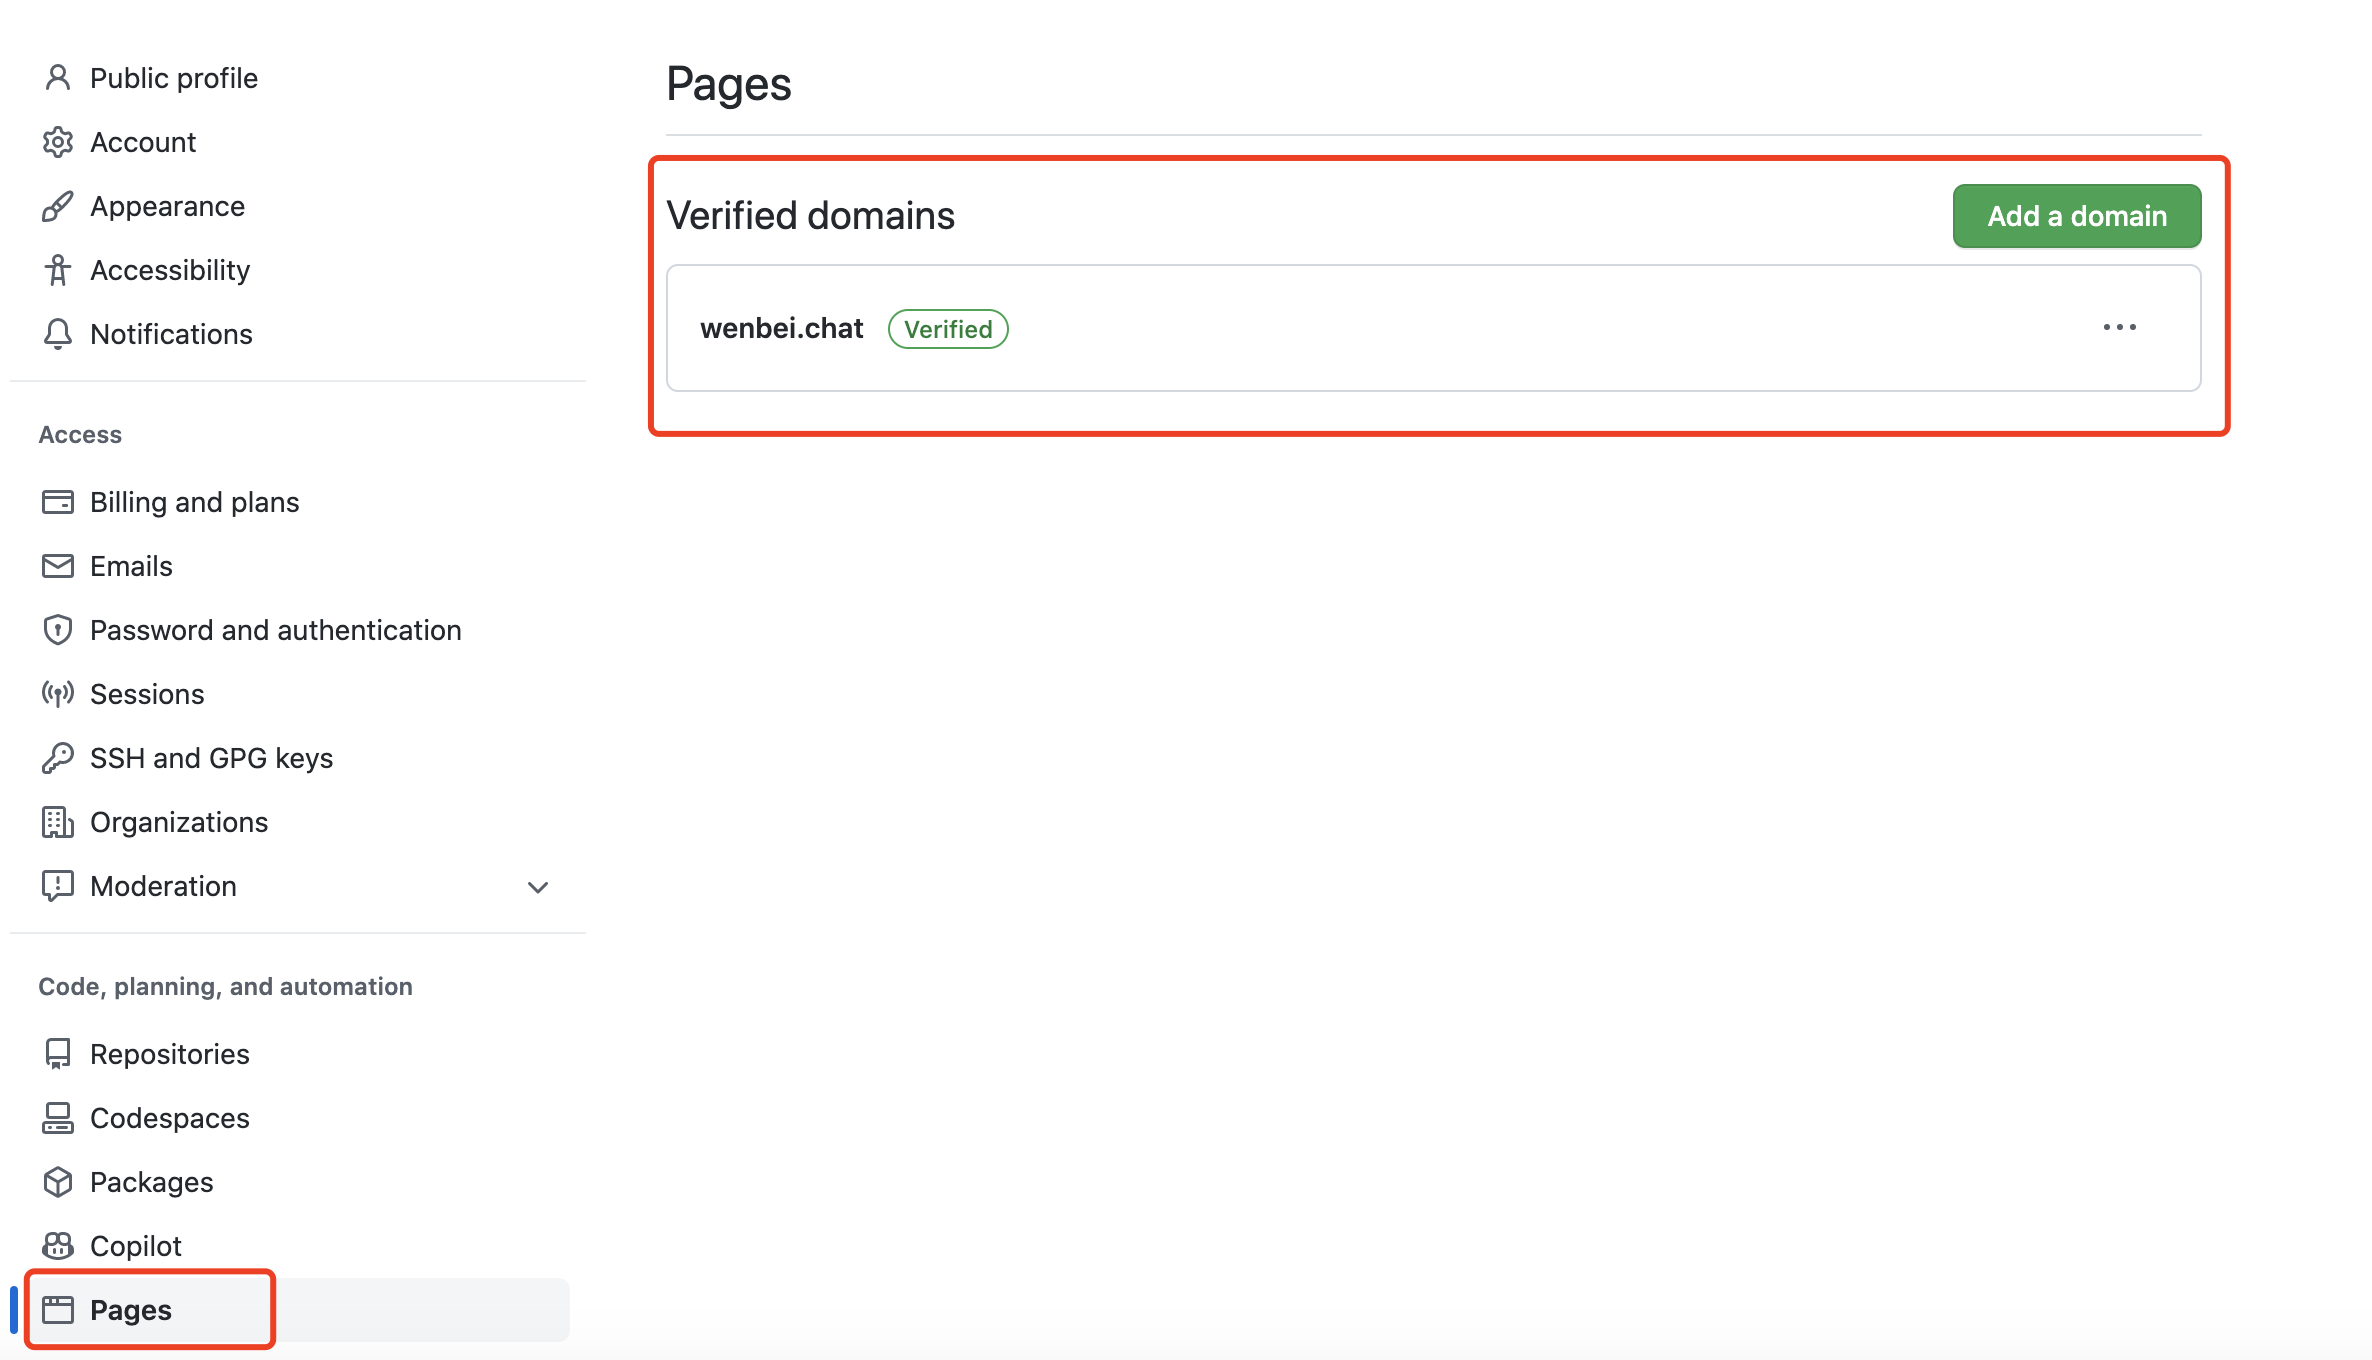 Public profile
Account
Appearance
Accessibility
Notifications
Access
Billing and plans
Emails
Password and authentication
Sessions
SSH and GPG keys
Organizations
Moderation
Code, planning, and automation
Repositories
Codespaces
Packages
Copilot
Pages
Pages
Verified domains
Add a domain
wenbei.chat Verified